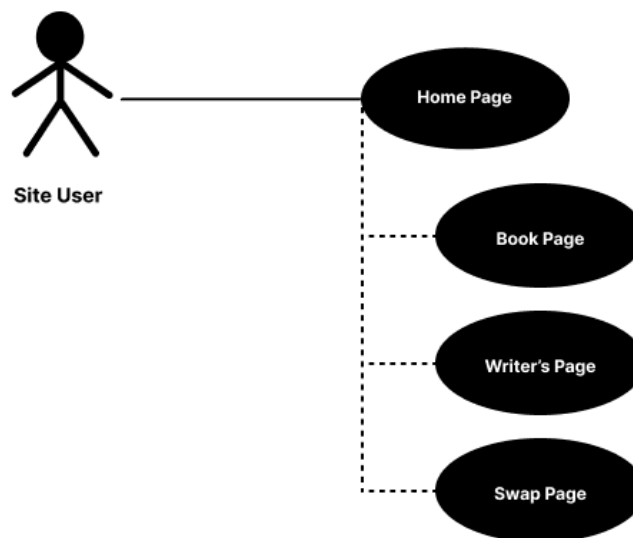 Home Page
Site User
Book Page
Writer’s Page
Swap Page